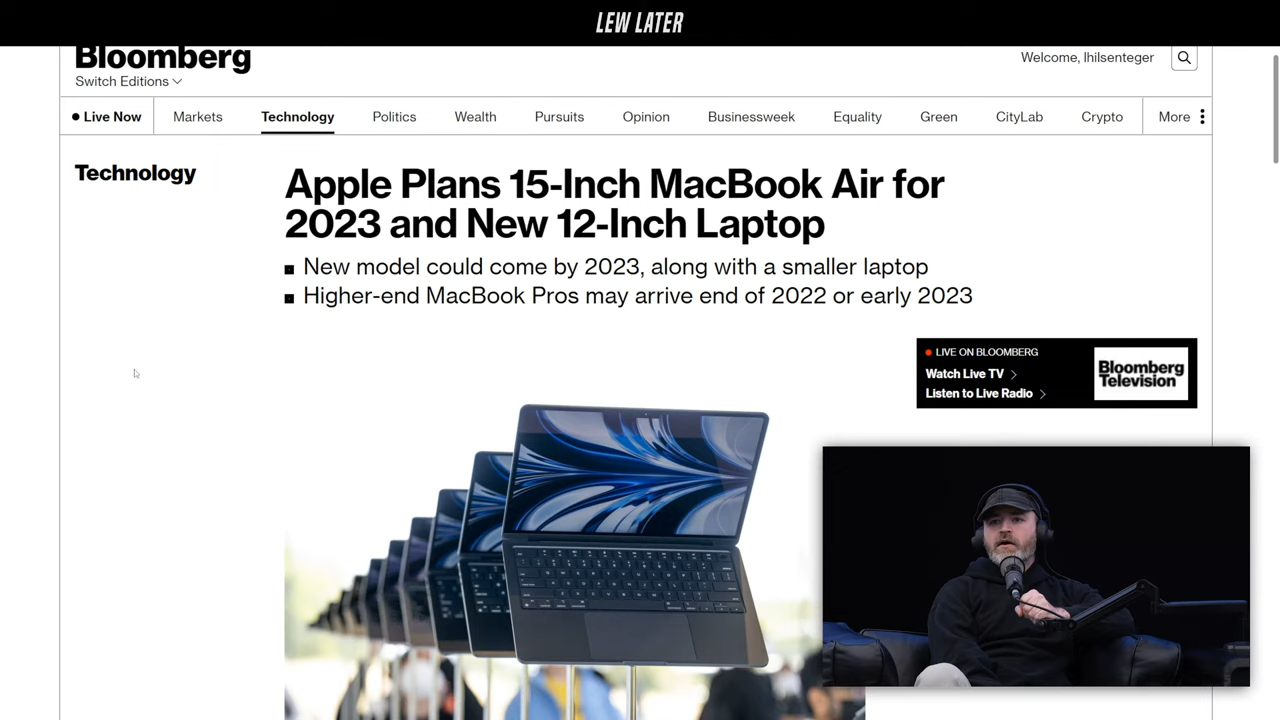 LEW LATER
Bloomberg
Switch Editions
Welcome, lhilsenteger
Live Now
Markets
Technology
Politics
Wealth
Pursuits
Opinion
Businessweek
Equality
Green
CityLab
Crypto
More
Technology
Apple Plans 15-Inch MacBook Air for
2023 and New 12-Inch Laptop
New model could come by 2023, along with a smaller laptop
Higher-end MacBook Pros may arrive end of 2022 or early 2023
LIVE ON BLOOMBERG
Watch Live TV
Listen to Live Radio
Bloomberg
Television